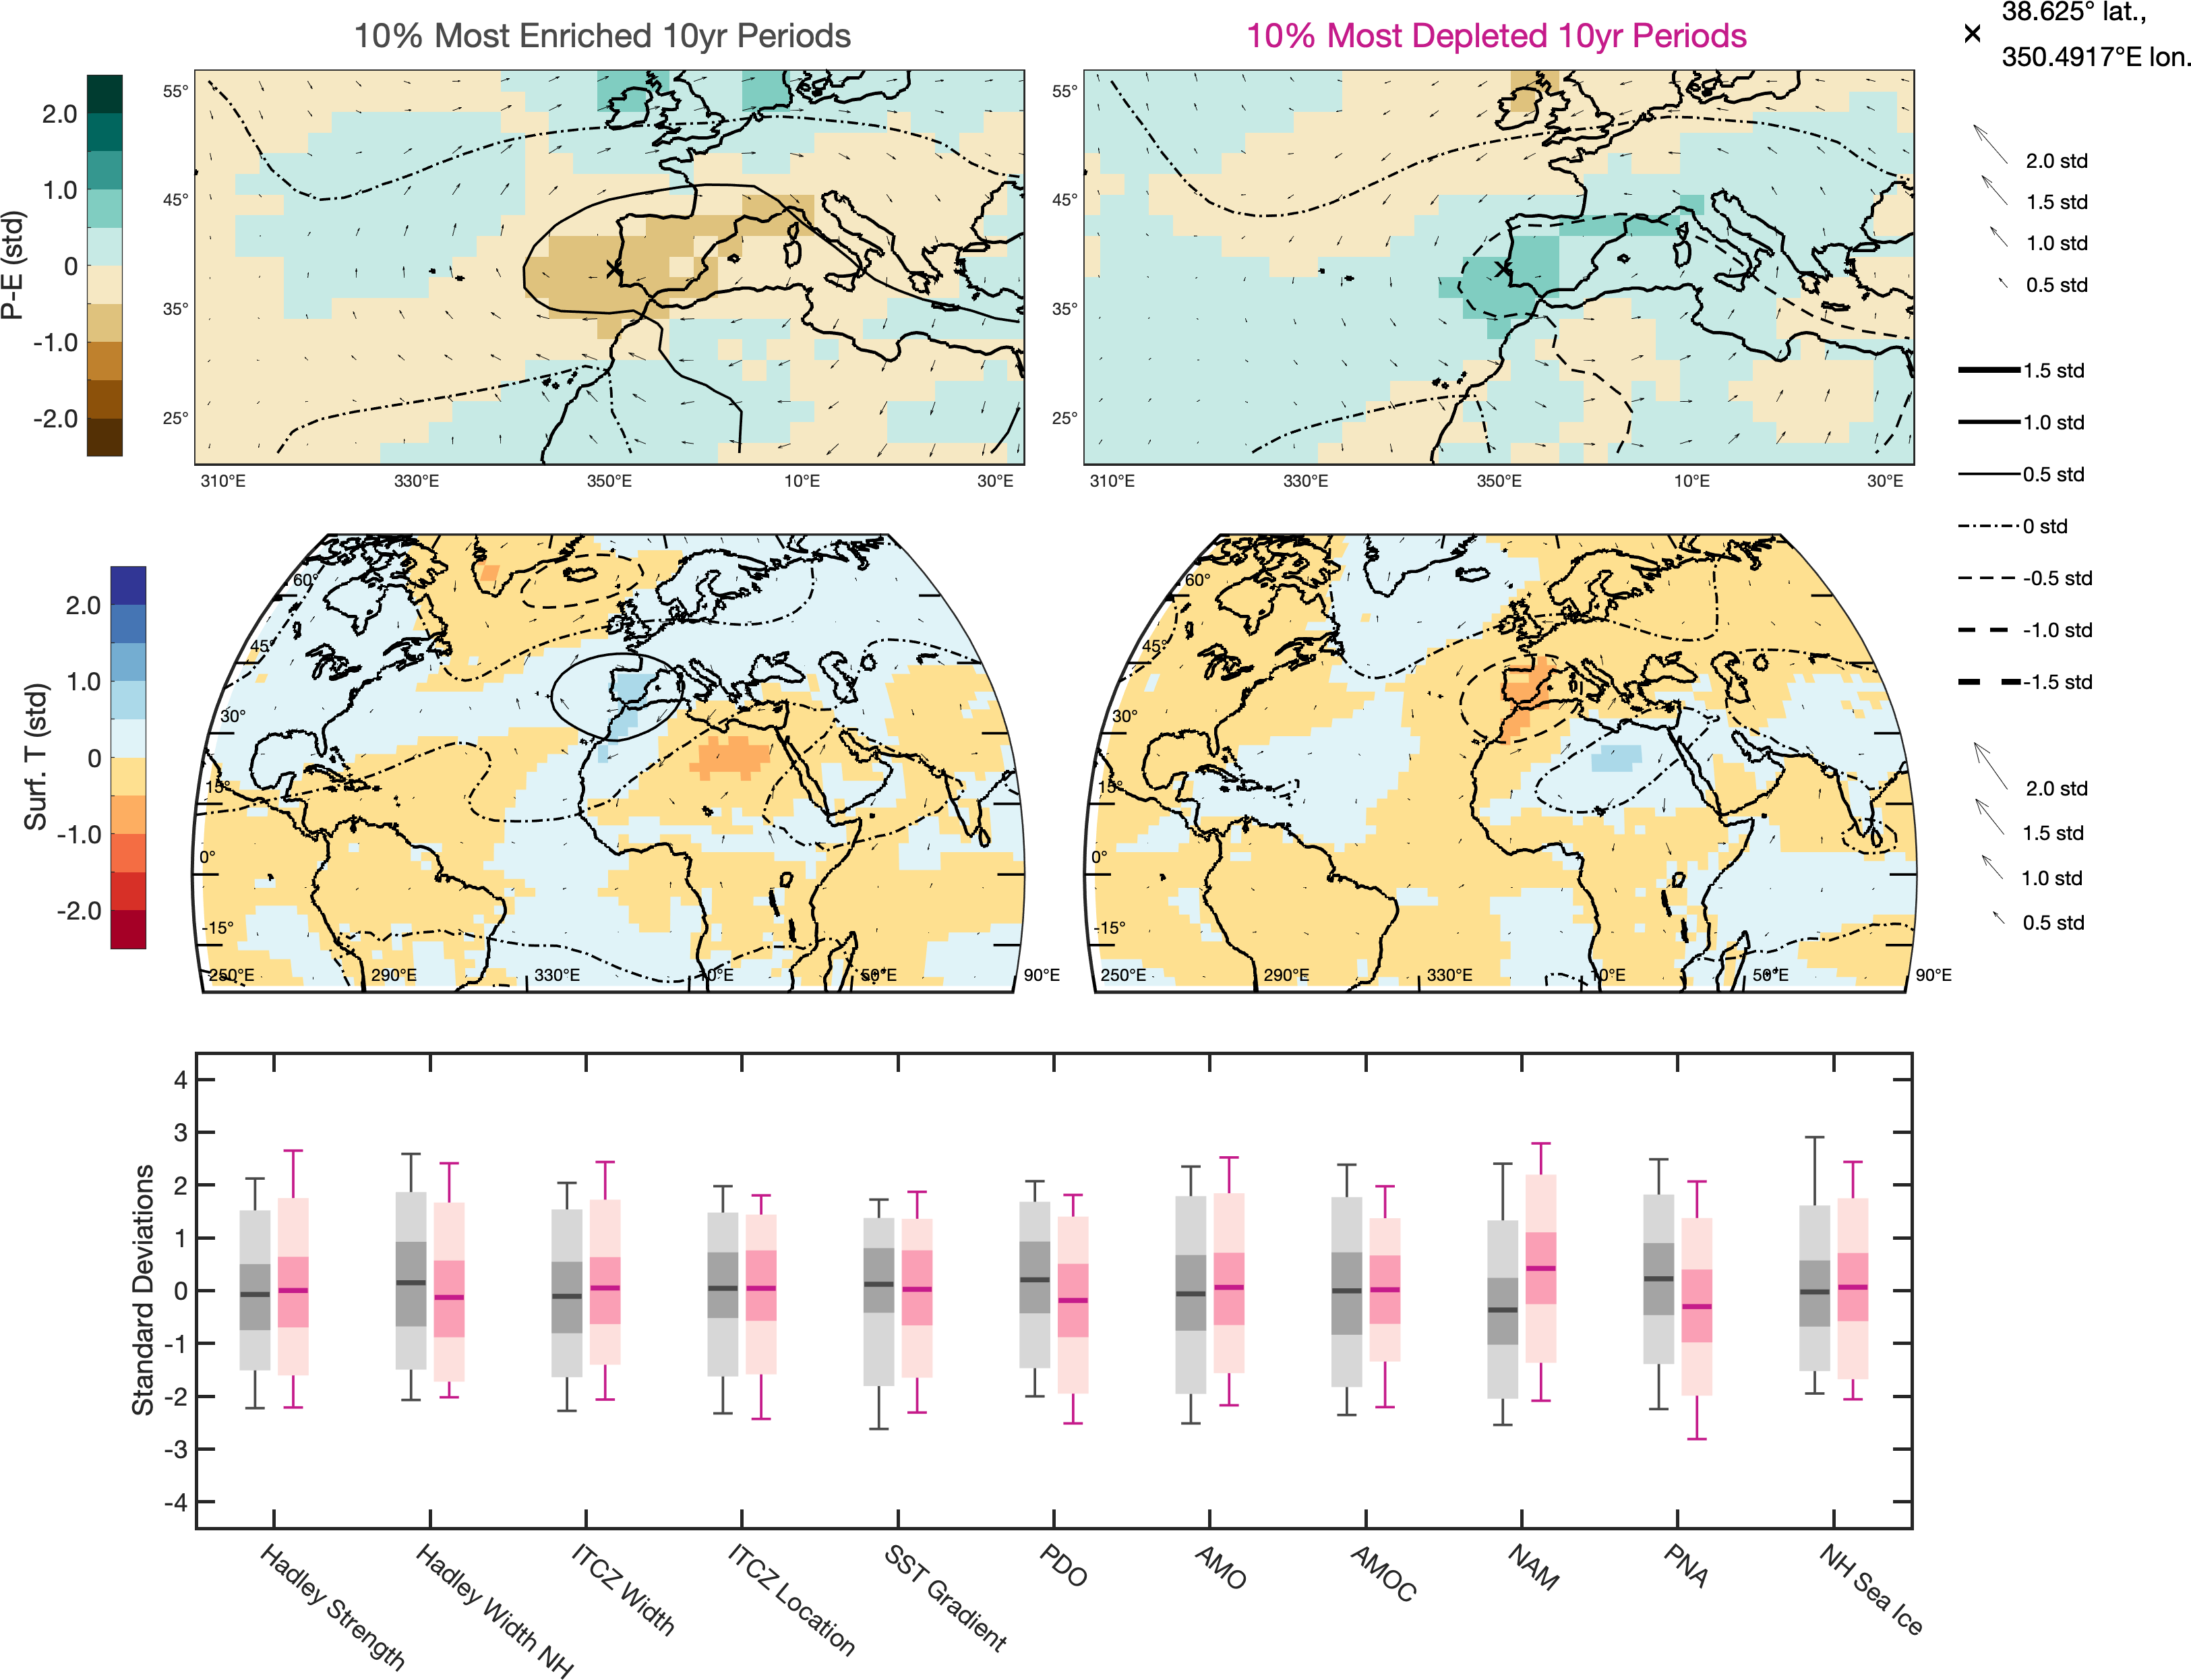 10% Most Enriched 10yr Periods
10% Most Depleted 10yr Periods
38.625° lat.,
350.4917°E lon.
P-E (std)
2.0
1.0
0
-1.0
-2.0
55°
45°
35°
25°
310°E 330°E 350°E 10°E 30°E
55°
45°
35°
25°
310°E 330°E 350°E 10°E 30°E
2.0 std
1.5 std
1.0 std
0.5 std
1.5 std
1.0 std
0.5 std
0 std
-0.5 std
-1.0 std
-1.5 std
Surf. T (std)
2.0
1.0
0
-1.0
-2.0
60°
45°
30°
15°
0°
-15°
250°E 290°E 330°E 10°E 50°E 90°E
60°
45°
30°
15°
0°
-15°
250°E 290°E 330°E 10°E 50°E 90°E
2.0 std
1.5 std
1.0 std
0.5 std
Standard Deviations
4
3
2
1
0
-1
-2
-3
-4
Hadley Strength
Hadley Width NH
ITCZ Width
ITCZ Location
SST Gradient
PDO
AMO
AMOC
NAM
PNA
NH Sea Ice